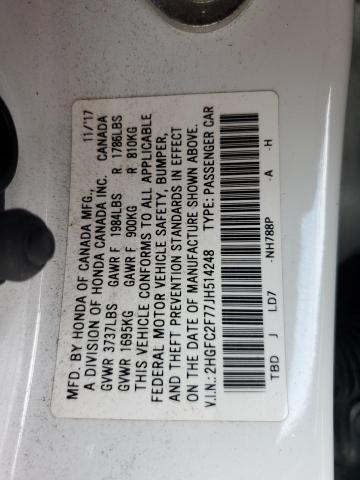 MFD. BY HONDA OF CANADA MFG., 11/'17
A DIVISION OF HONDA CANADA INC. CANADA
GVWR 3737LBS GAWR F 1984LBS R 1786LBS
GVWR 1695KG GAWR F 900KG R 810KG
THIS VEHICLE CONFORMS TO ALL APPLICABLE
FEDERAL MOTOR VEHICLE SAFETY, BUMPER,
AND THEFT PREVENTION STANDARDS IN EFFECT
ON THE DATE OF MANUFACTURE SHOWN ABOVE.
V.I.N: 2HGFC2F77JH514248 TYPE: PASSENGER CAR
TBD J LD7 -NH788P -A -H